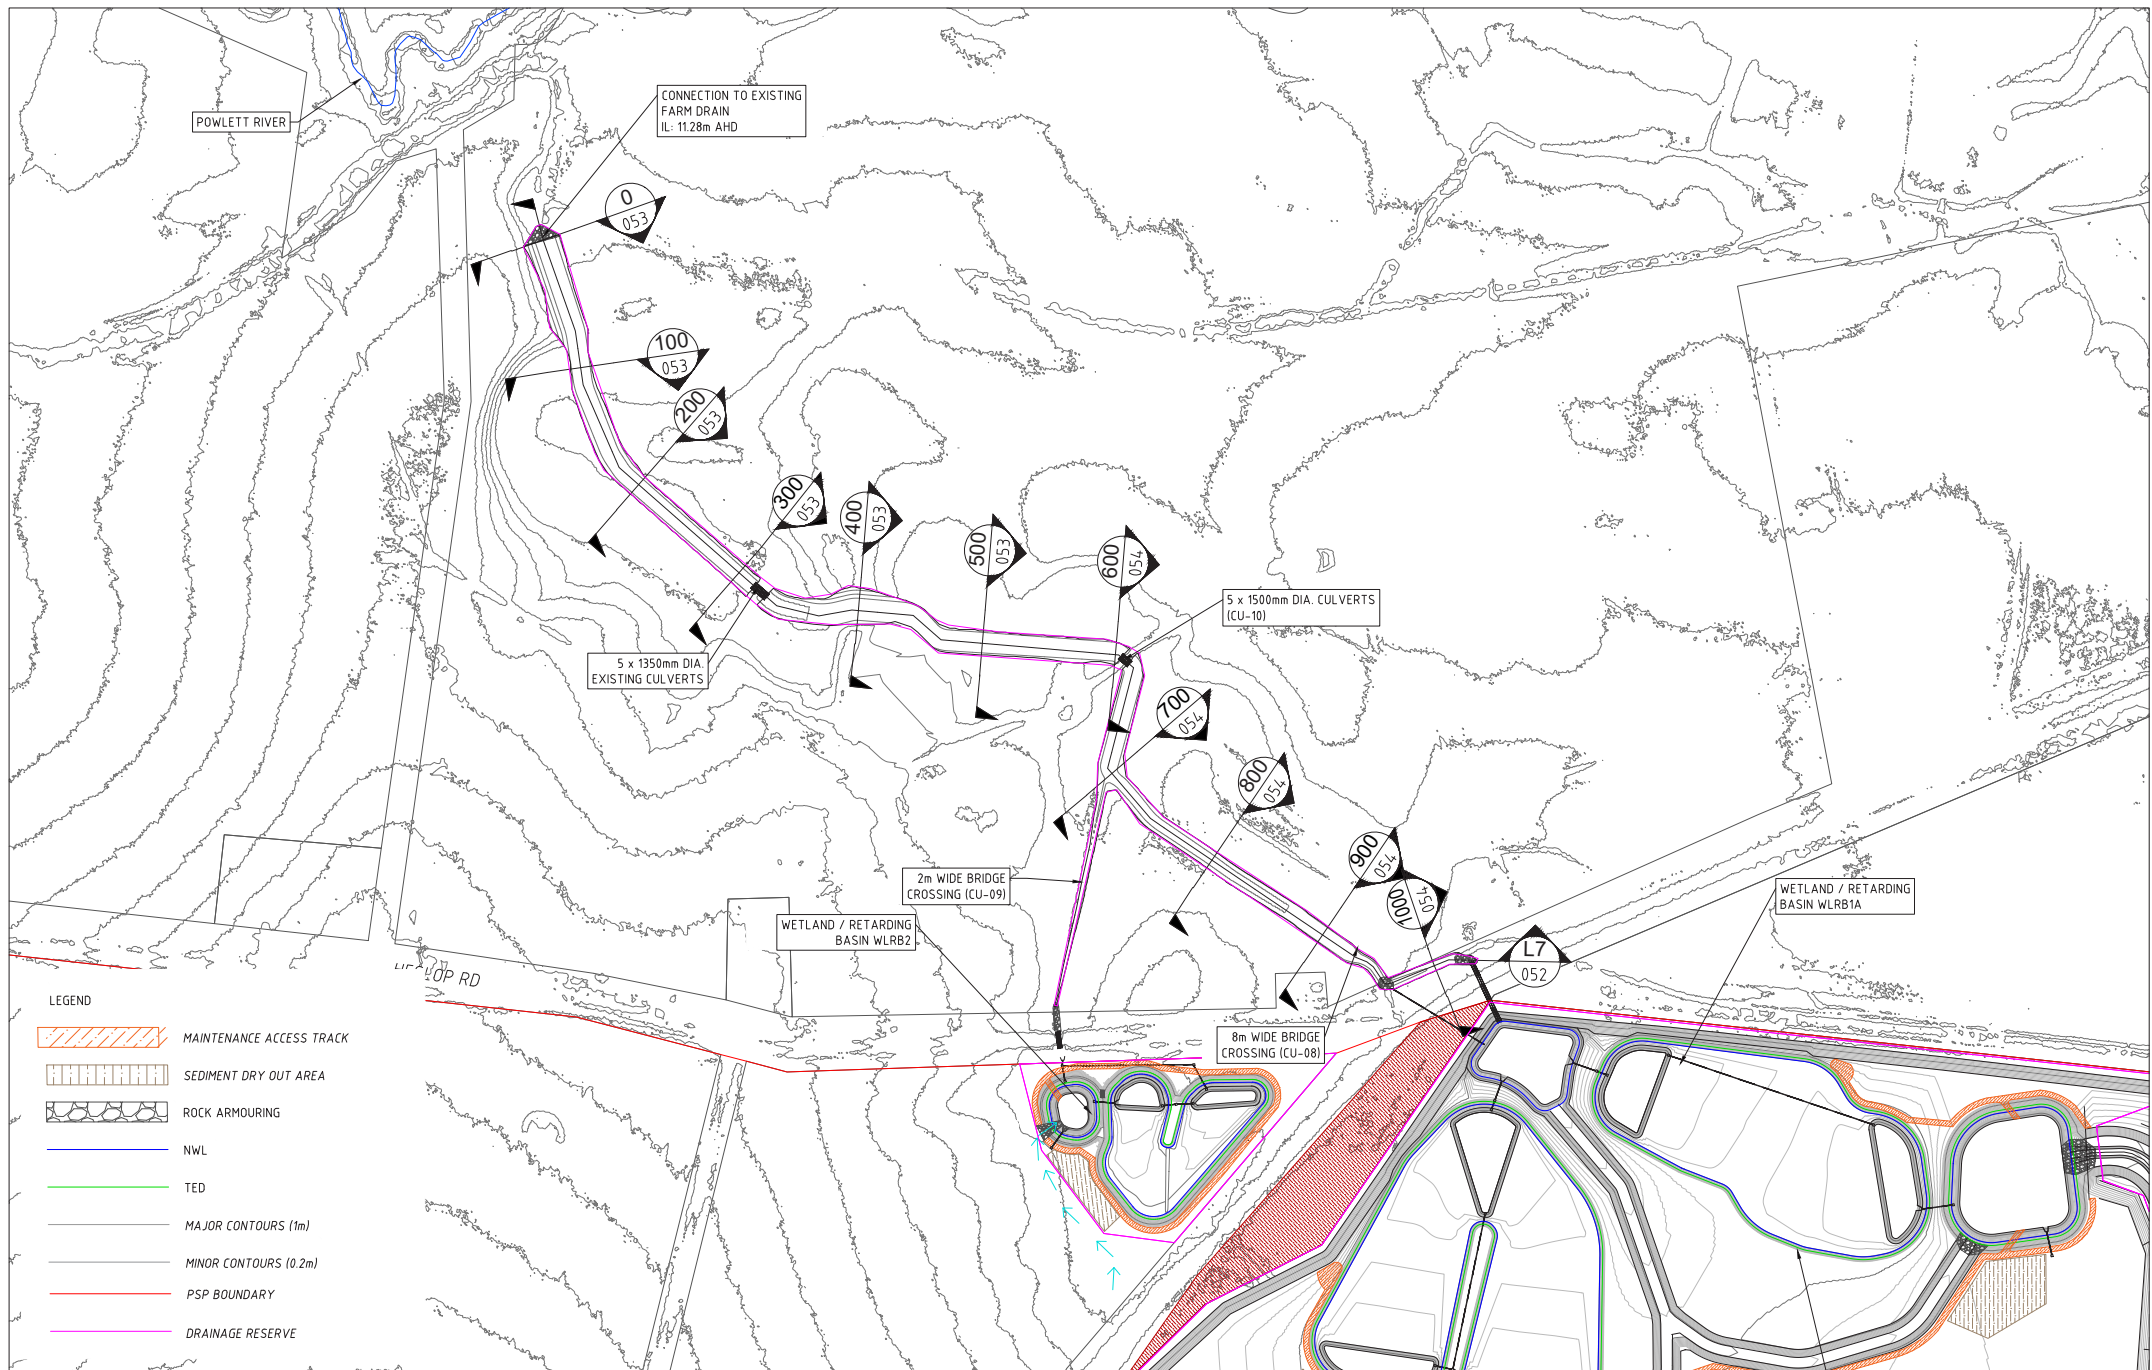 POWLETT RIVER
CONNECTION TO EXISTING
FARM DRAIN
IL: 11.28m AHD
0
053
100
053
200
053
300
053
400
053
500
053
600
054
5 x 1500mm DIA. CULVERTS
(CU-10)
5 x 1350mm DIA.
EXISTING CULVERTS
700
054
800
054
900
054
1000
054
2m WIDE BRIDGE
CROSSING (CU-09)
WETLAND / RETARDING
BASIN WLRB1A
WETLAND / RETARDING
BASIN WLRB2
L7
052
8m WIDE BRIDGE
CROSSING (CU-08)
RD
LEGEND
MAINTENANCE ACCESS TRACK
SEDIMENT DRY OUT AREA
ROCK ARMOURING
NWL
TED
MAJOR CONTOURS (1m)
MINOR CONTOURS (0.2m)
PSP BOUNDARY
DRAINAGE RESERVE